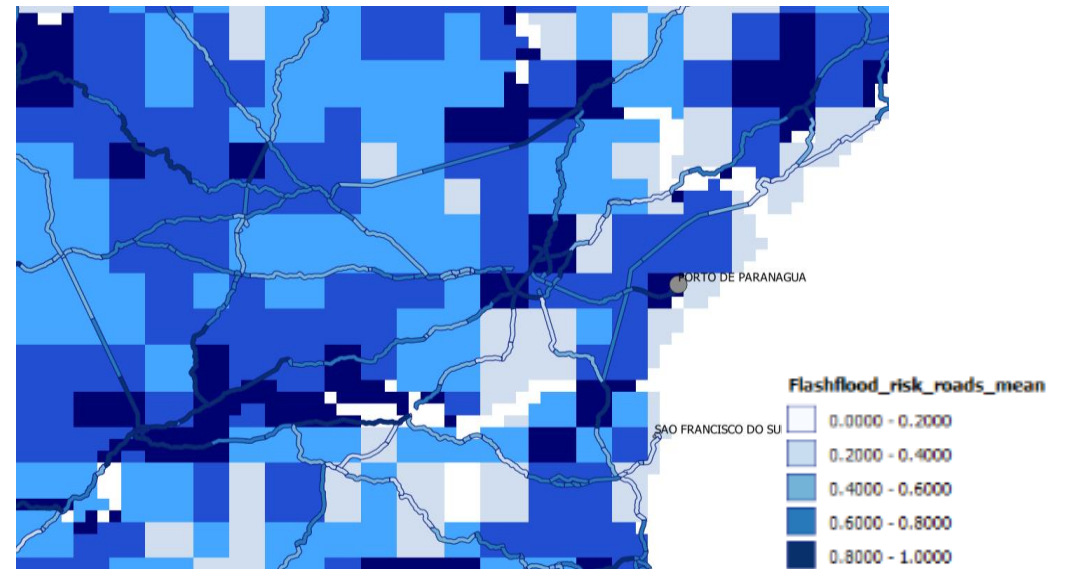 PORTO DE PARANAGUA
SAO FRANCISCO DO SU
Flashflood_risk_roads_mean
0.0000 - 0.2000
0.2000 - 0.4000
0.4000 - 0.6000
0.6000 - 0.8000
0.8000 - 1.0000